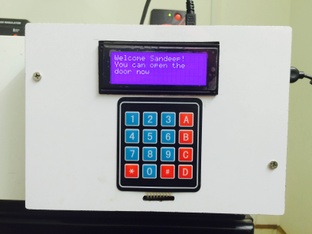 Welcome Sandeep!
You can open the
door now
1 2 3 A
4 5 6 B
7 8 9 C
* 0 # D